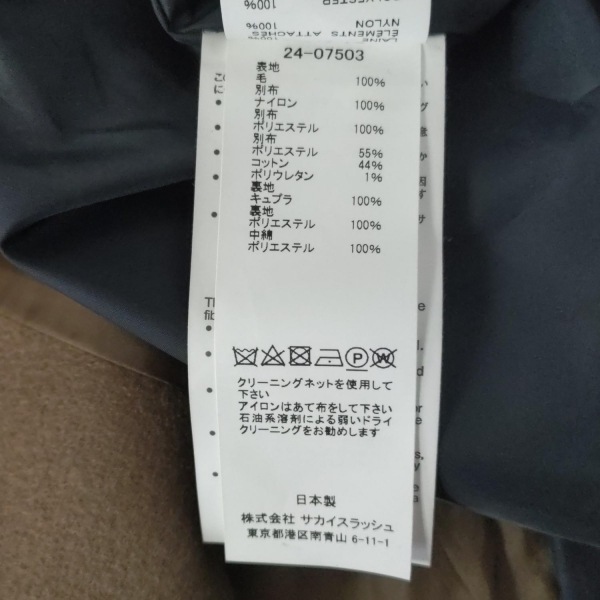 100%
NYLON
100%
ÉLÉMENTS ATTACHÉS
LAINE
24-07503
表地
毛 100%
別布
ナイロン 100%
別布
ポリエステル 100%
別布
ポリエステル 55%
コットン 44%
ポリウレタン 1%
裏地
キュプラ 100%
裏地
ポリエステル 100%
中綿
ポリエステル 100%
クリーニングネットを使用して
下さい
アイロンはあて布をして下さい
石油系溶剤による弱いドライ
クリーニングをお勧めします
日本製
株式会社 サカイスラッシュ
東京都港区南青山 6-11-1